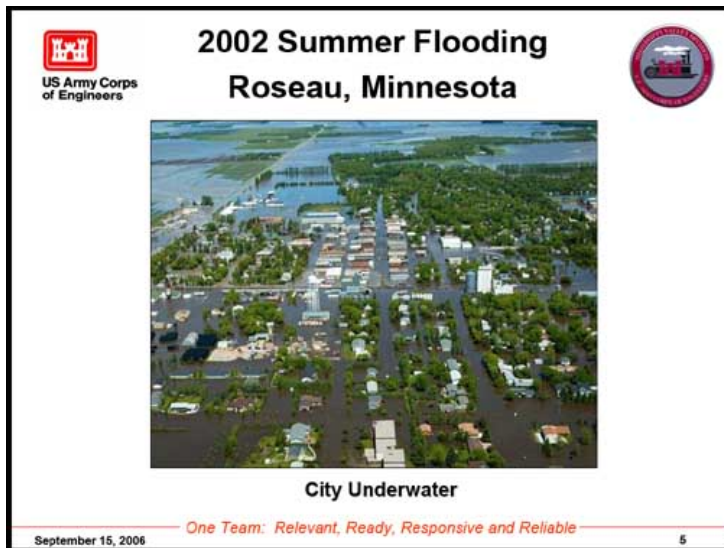 2002 Summer Flooding
Roseau, Minnesota
US Army Corps
of Engineers
City Underwater
One Team: Relevant, Ready, Responsive and Reliable
September 15, 2006
5